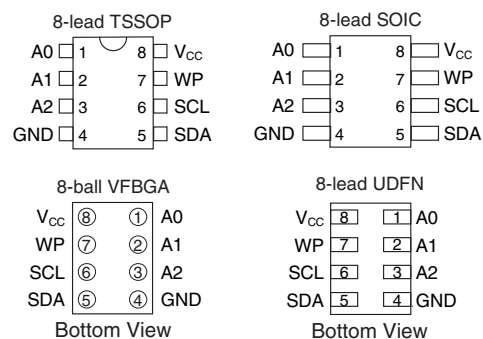 8-lead TSSOP
A0 1 8 VCC
A1 2 7 WP
A2 3 6 SCL
GND 4 5 SDA
8-lead SOIC
A0 1 8 VCC
A1 2 7 WP
A2 3 6 SCL
GND 4 5 SDA
8-ball VFBGA
VCC 8 1 A0
WP 7 2 A1
SCL 6 3 A2
SDA 5 4 GND
Bottom View
8-lead UDFN
VCC 8 1 A0
WP 7 2 A1
SCL 6 3 A2
SDA 5 4 GND
Bottom View